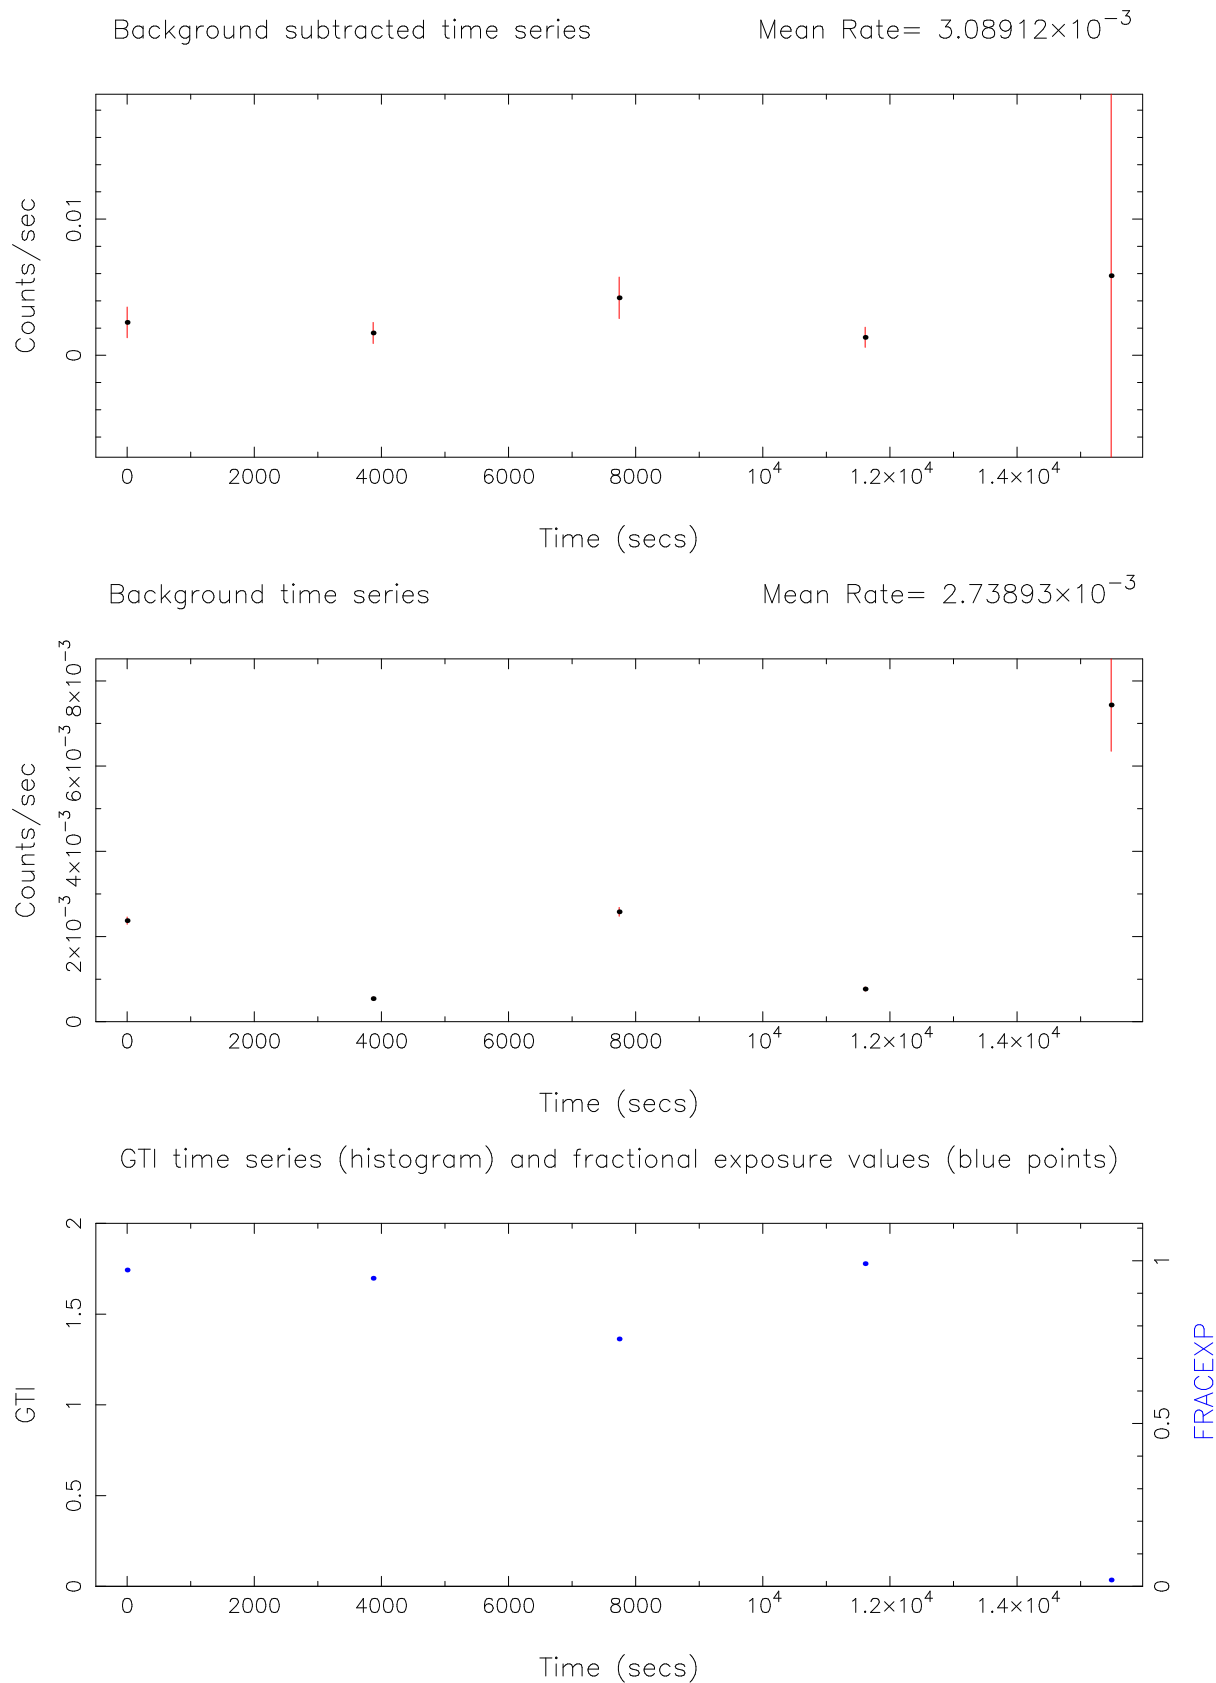 Background subtracted time series Mean Rate= 3.08912×10⁻³
Counts/sec
0.01
0
0 2000 4000 6000 8000 10⁴ 1.2×10⁴ 1.4×10⁴
Time (secs)
Background time series Mean Rate= 2.73893×10⁻³
Counts/sec
8×10⁻³
6×10⁻³
4×10⁻³
2×10⁻³
0
0 2000 4000 6000 8000 10⁴ 1.2×10⁴ 1.4×10⁴
Time (secs)
GTI time series (histogram) and fractional exposure values (blue points)
GTI
2
1.5
1
0.5
0
1
0.5
0
FRACEXP
0 2000 4000 6000 8000 10⁴ 1.2×10⁴ 1.4×10⁴
Time (secs)